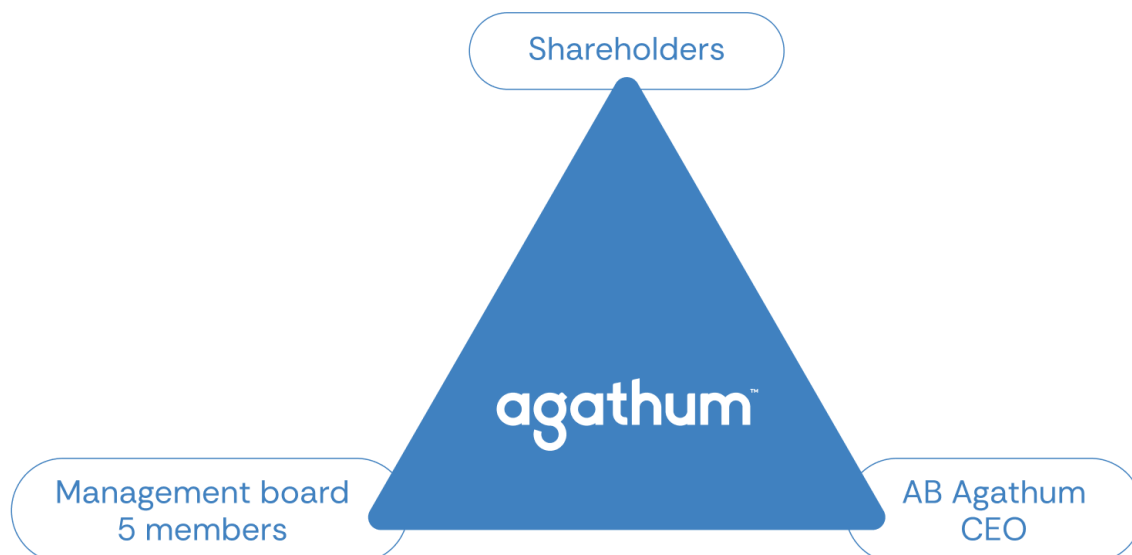 Shareholders
agathum™
Management board
5 members
AB Agathum
CEO